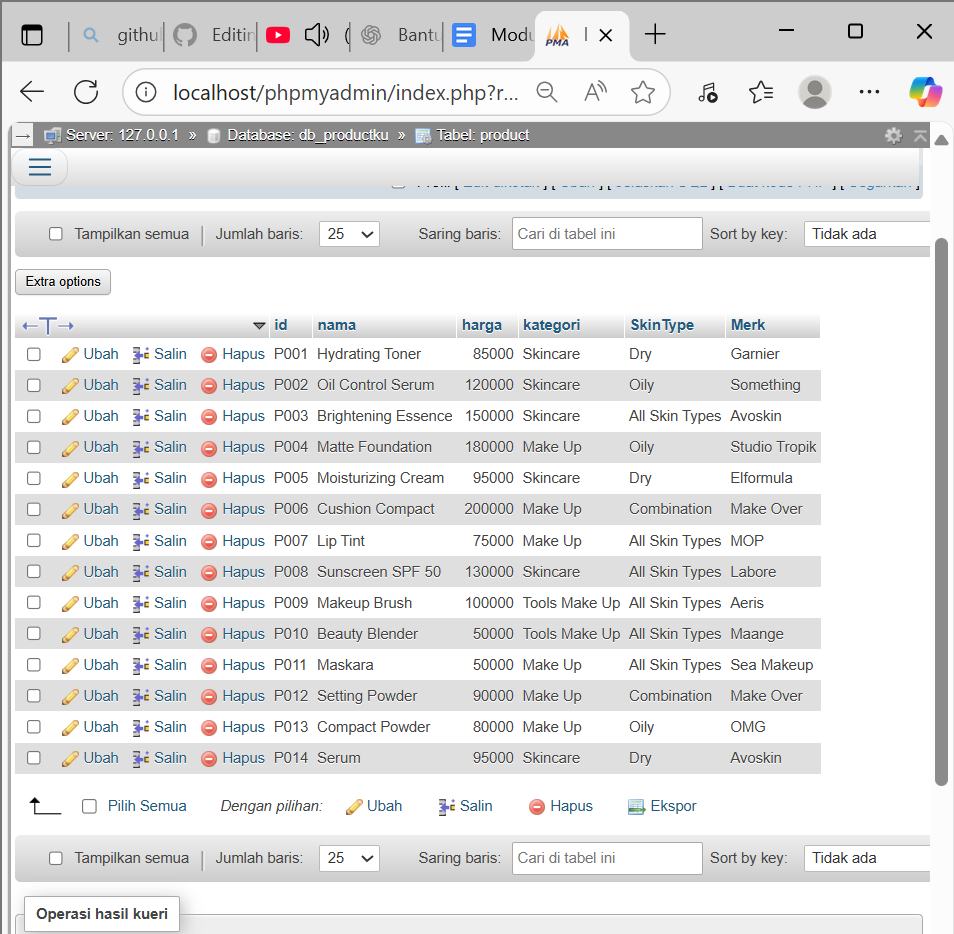 githu Editin ( Bantu Modu PMA |
localhost/phpmyadmin/index.php?r...
Server: 127.0.0.1 » Database: db_productku » Tabel: product
Tampilkan semua | Jumlah baris: 25 Saring baris: Cari di tabel ini Sort by key: Tidak ada
Extra options
←T→ id nama harga kategori SkinType Merk
Ubah Salin Hapus P001 Hydrating Toner 85000 Skincare Dry Garnier
Ubah Salin Hapus P002 Oil Control Serum 120000 Skincare Oily Something
Ubah Salin Hapus P003 Brightening Essence 150000 Skincare All Skin Types Avoskin
Ubah Salin Hapus P004 Matte Foundation 180000 Make Up Oily Studio Tropik
Ubah Salin Hapus P005 Moisturizing Cream 95000 Skincare Dry Elformula
Ubah Salin Hapus P006 Cushion Compact 200000 Make Up Combination Make Over
Ubah Salin Hapus P007 Lip Tint 75000 Make Up All Skin Types MOP
Ubah Salin Hapus P008 Sunscreen SPF 50 130000 Skincare All Skin Types Labore
Ubah Salin Hapus P009 Makeup Brush 100000 Tools Make Up All Skin Types Aeris
Ubah Salin Hapus P010 Beauty Blender 50000 Tools Make Up All Skin Types Maange
Ubah Salin Hapus P011 Maskara 50000 Make Up All Skin Types Sea Makeup
Ubah Salin Hapus P012 Setting Powder 90000 Make Up Combination Make Over
Ubah Salin Hapus P013 Compact Powder 80000 Make Up Oily OMG
Ubah Salin Hapus P014 Serum 95000 Skincare Dry Avoskin
Pilih Semua Dengan pilihan: Ubah Salin Hapus Ekspor
Tampilkan semua | Jumlah baris: 25 Saring baris: Cari di tabel ini Sort by key: Tidak ada
Operasi hasil kueri